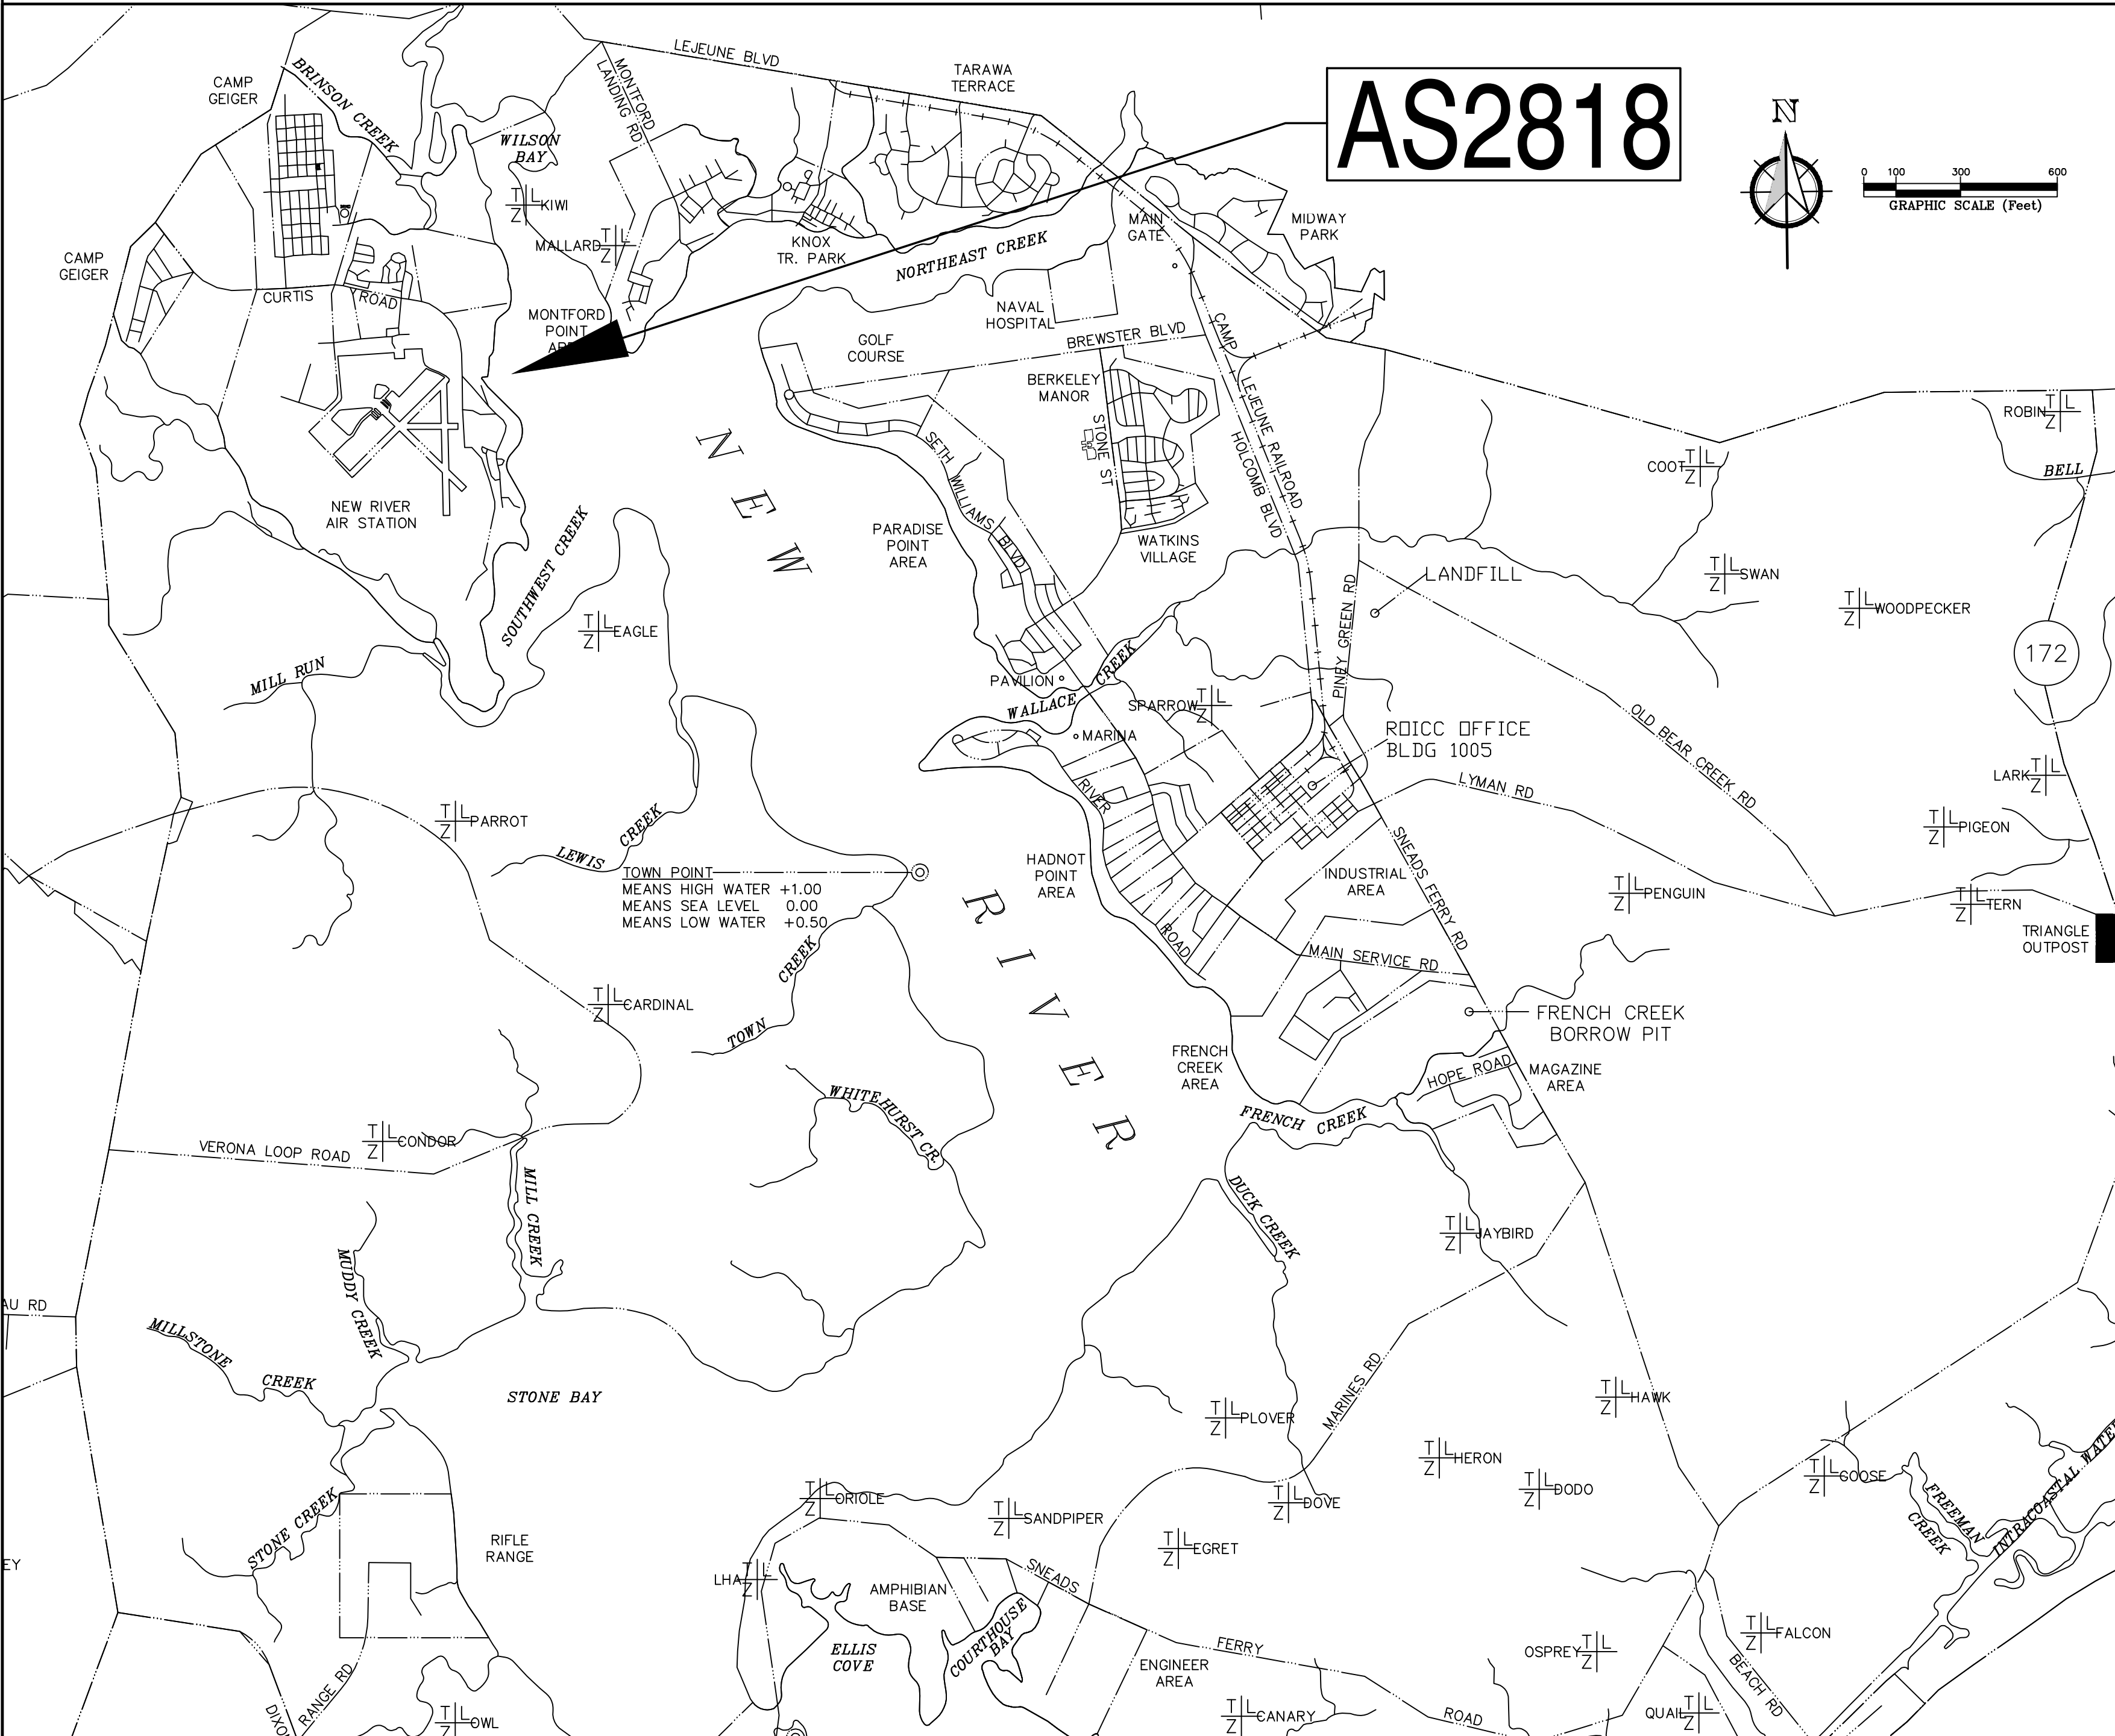 LEJEUNE BLVD
CAMP
GEIGER
BRINSON CREEK
MONTFORD
LANDING RD
TARAWA
TERRACE
AS2818
N
0 100 300 600
GRAPHIC SCALE (Feet)
WILSON
BAY
T L
Z KIWI
MALLARD T L
Z
KNOX
TR. PARK
NORTHEAST CREEK
MAIN
GATE
MIDWAY
PARK
CAMP
GEIGER
CURTIS ROAD
MONTFORD
POINT
NAVAL
HOSPITAL
GOLF
COURSE
BREWSTER BLVD
CAMP LEJEUNE RAILROAD
HOLCOMB BLVD
BERKELEY
MANOR
STONE ST
ROBIN T L
Z
BELL
COOT T L
Z
NEW RIVER
AIR STATION
NEW RIVER
SETH WILLIAMS BLVD
PARADISE
POINT
AREA
WATKINS
VILLAGE
SOUTHWEST CREEK
LANDFILL
T L
Z SWAN
T L
Z WOODPECKER
T L
Z EAGLE
PINEY GREEN RD
172
MILL RUN
PAVILION
WALLACE CREEK
SPARROW T L
Z
MARINA
ROICC OFFICE
BLDG 1005
OLD BEAR CREEK RD
LARK T L
Z
LYMAN RD
RIVER ROAD
T L
Z PARROT
LEWIS CREEK
T L
Z PIGEON
SNEADS FERRY RD
TOWN POINT
MEANS HIGH WATER +1.00
MEANS SEA LEVEL 0.00
MEANS LOW WATER +0.50
HADNOT
POINT
AREA
INDUSTRIAL
AREA
T L
Z PENGUIN
T L
Z TERN
TRIANGLE
OUTPOST
MAIN SERVICE RD
TOWN CREEK
T L
Z CARDINAL
FRENCH CREEK
BORROW PIT
FRENCH
CREEK
AREA
HOPE ROAD
MAGAZINE
AREA
WHITEHURST CR.
FRENCH CREEK
VERONA LOOP ROAD
T L
Z CONDOR
MILL CREEK
DUCK CREEK
T L
Z JAYBIRD
MUDDY CREEK
AU RD
MILLSTONE
CREEK
STONE BAY
MARINES RD
T L
Z PLOVER
T L
Z HAWK
T L
Z HERON
T L
Z DODO
T L
Z GOOSE
FREEMAN
CREEK
INTRACOASTAL WATE
STONE CREEK
RIFLE
RANGE
T L
Z ORIOLE
T L
Z SANDPIPER
T L
Z DOVE
T L
Z EGRET
EY
LHA T L
Z
AMPHIBIAN
BASE
SNEADS FERRY ROAD
COURTHOUSE
BAY
ELLIS
COVE
ENGINEER
AREA
OSPREY T L
Z
T L
Z FALCON
BEACH RD
RANGE RD
DIXO
T L
Z OWL
T L
Z CANARY
QUAIL T L
Z